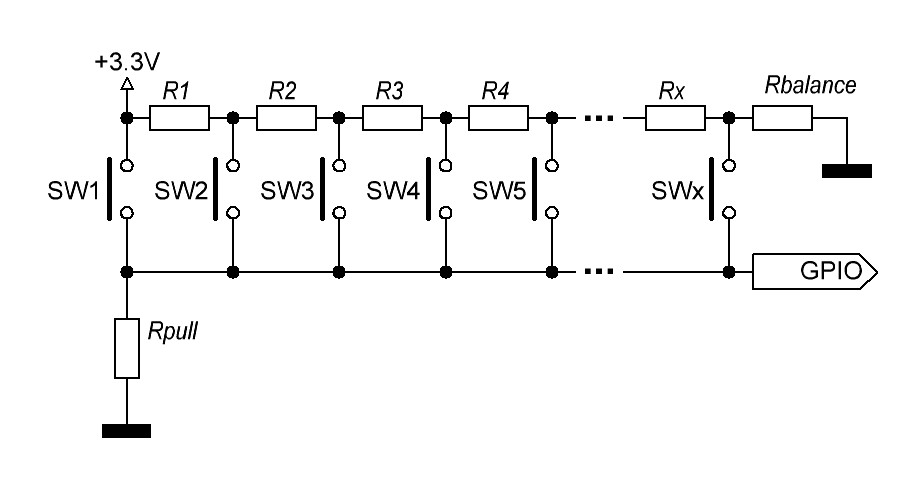 +3.3V
R1 R2 R3 R4 ... Rx Rbalance
SW1 SW2 SW3 SW4 SW5 SWx
... GPIO
Rpull